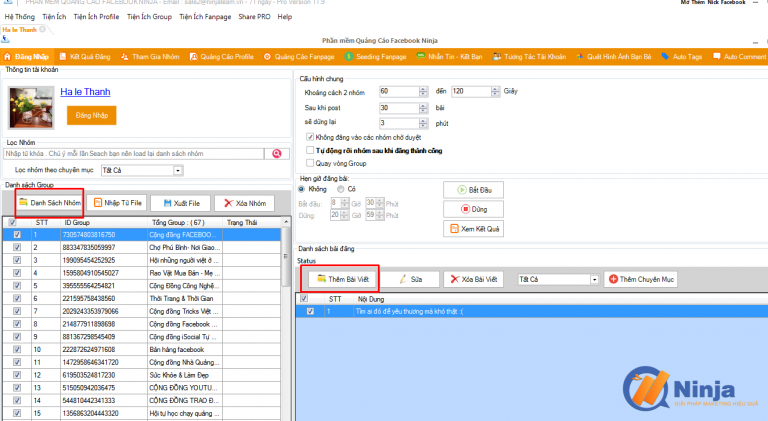 PHẦN MỀM QUẢNG CÁO FACEBOOK NINJA - Email : sales2@ninjateam.vn - 71 ngày - Pro Version 11.9
Hệ Thống Tiện Ích Tiện Ích Profile Tiện Ích Group Tiện Ích Fanpage Share PRO Help
Mở Thêm Nick Facebook
Ha le Thanh
Phần mềm Quảng Cáo Facebook Ninja
Đăng Nhập Kết Quả Đăng Tham Gia Nhóm Quảng Cáo Profile Quảng Cáo Fanpage Seeding Fanpage Nhắn Tin - Kết Bạn Tương Tác Tài Khoản Quét Hình Ảnh Bạn Bè Auto Tags Auto Comment
Thông tin tài khoản
Ha le Thanh
Đăng Nhập
Lọc Nhóm
Nhập từ khóa . Chú ý mỗi lần Seach bạn nên load lại danh sách nhóm
Lọc nhóm theo chuyên mục Tất Cả
Danh sách Group
Danh Sách Nhóm Nhập Từ File Xuất File Xóa Nhóm
STT ID Group Tổng Group : ( 67 ) Trạng Thái
1 730574803816750 Cộng đồng FACEBO...
2 883347835059997 Chợ Phú Bình- Nơi Giao...
3 199095454252925 Hội những người việt ở ...
4 1595804910545027 Rao Vặt Mua Bán - Mẹ ...
5 395555564254821 Cộng Đồng Công Nghệ...
6 221595758438560 Thời Trang & Thời Gian
7 2029243353979066 Cộng đồng Tricks Việt ...
8 214877911898698 Cộng đồng Facebook ...
9 881367298545409 Cộng đồng iSocial Tự ...
10 222872624971608 Bán hàng facebook
11 1472958646341720 Cộng đồng Nhà Quảng...
12 619503524817230 Sức Khỏe & Làm Đẹp
13 515050942036475 CỘNG ĐỒNG YOUTU...
14 544810442341333 CỘNG ĐỒNG TRAO Đ...
15 1356863204443320 Hội tự học chạy quảng ...
Cấu hình chung
Khoảng cách 2 nhóm 60 đến 120 Giây
Sau khi post 30 bài
sẽ dừng lại 3 phút
Không đăng vào các nhóm chờ duyệt
Tự động rời nhóm sau khi đăng thành công
Quay vòng Group
Hẹn giờ đăng bài:
Không Có
Bắt đầu: 8 Giờ 30 Phút
Dừng: 20 Giờ 59 Phút
Bắt Đầu
Dừng
Xem Kết Quả
Danh sách bài đăng
Status
Thêm Bài Viết Sửa Xóa Bài Viết Tất Cả Thêm Chuyên Mục
STT Nội Dung
1 Tìm ai đó để yêu thương mà khó thật :(
Ninja